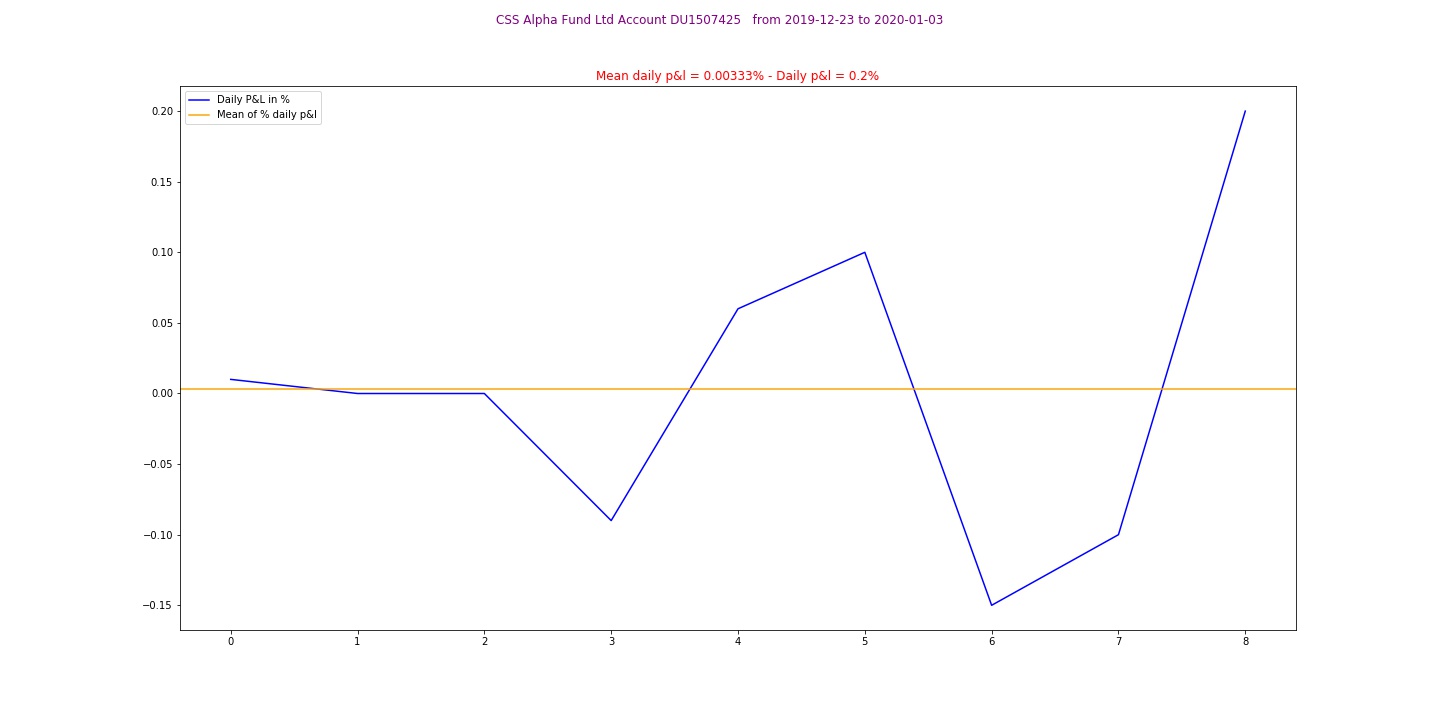 CSS Alpha Fund Ltd Account DU1507425   from 2019-12-23 to 2020-01-03
Mean daily p&l = 0.00333% - Daily p&l = 0.2%
Daily P&L in %
Mean of % daily p&l
0.20
0.15
0.10
0.05
0.00
−0.05
−0.10
−0.15
0 1 2 3 4 5 6 7 8